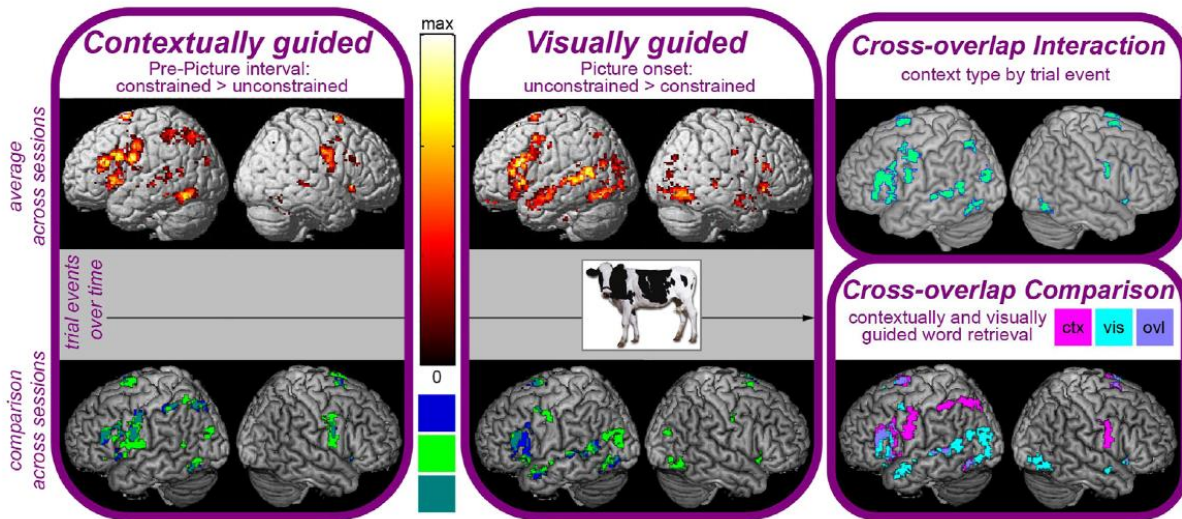 Contextually guided
Pre-Picture interval:
constrained > unconstrained
max
0
Visually guided
Picture onset:
unconstrained > constrained
Cross-overlap Interaction
context type by trial event
average
across sessions
trial events
over time
comparison
across sessions
Cross-overlap Comparison
contextually and visually
guided word retrieval
ctx vis ovl